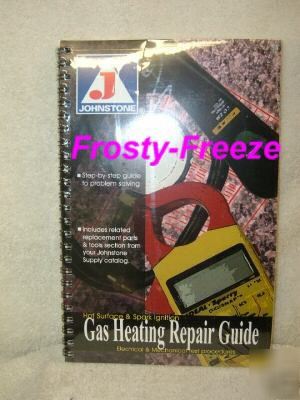 J
JOHNSTONE
Frosty-Freeze
Step-by-step guide
to problem solving
Includes related
replacement parts
& tools section from
your Johnstone
Supply catalog.
Hot Surface & Spark Ignition
Gas Heating Repair Guide
Electrical & Mechanical test procedures